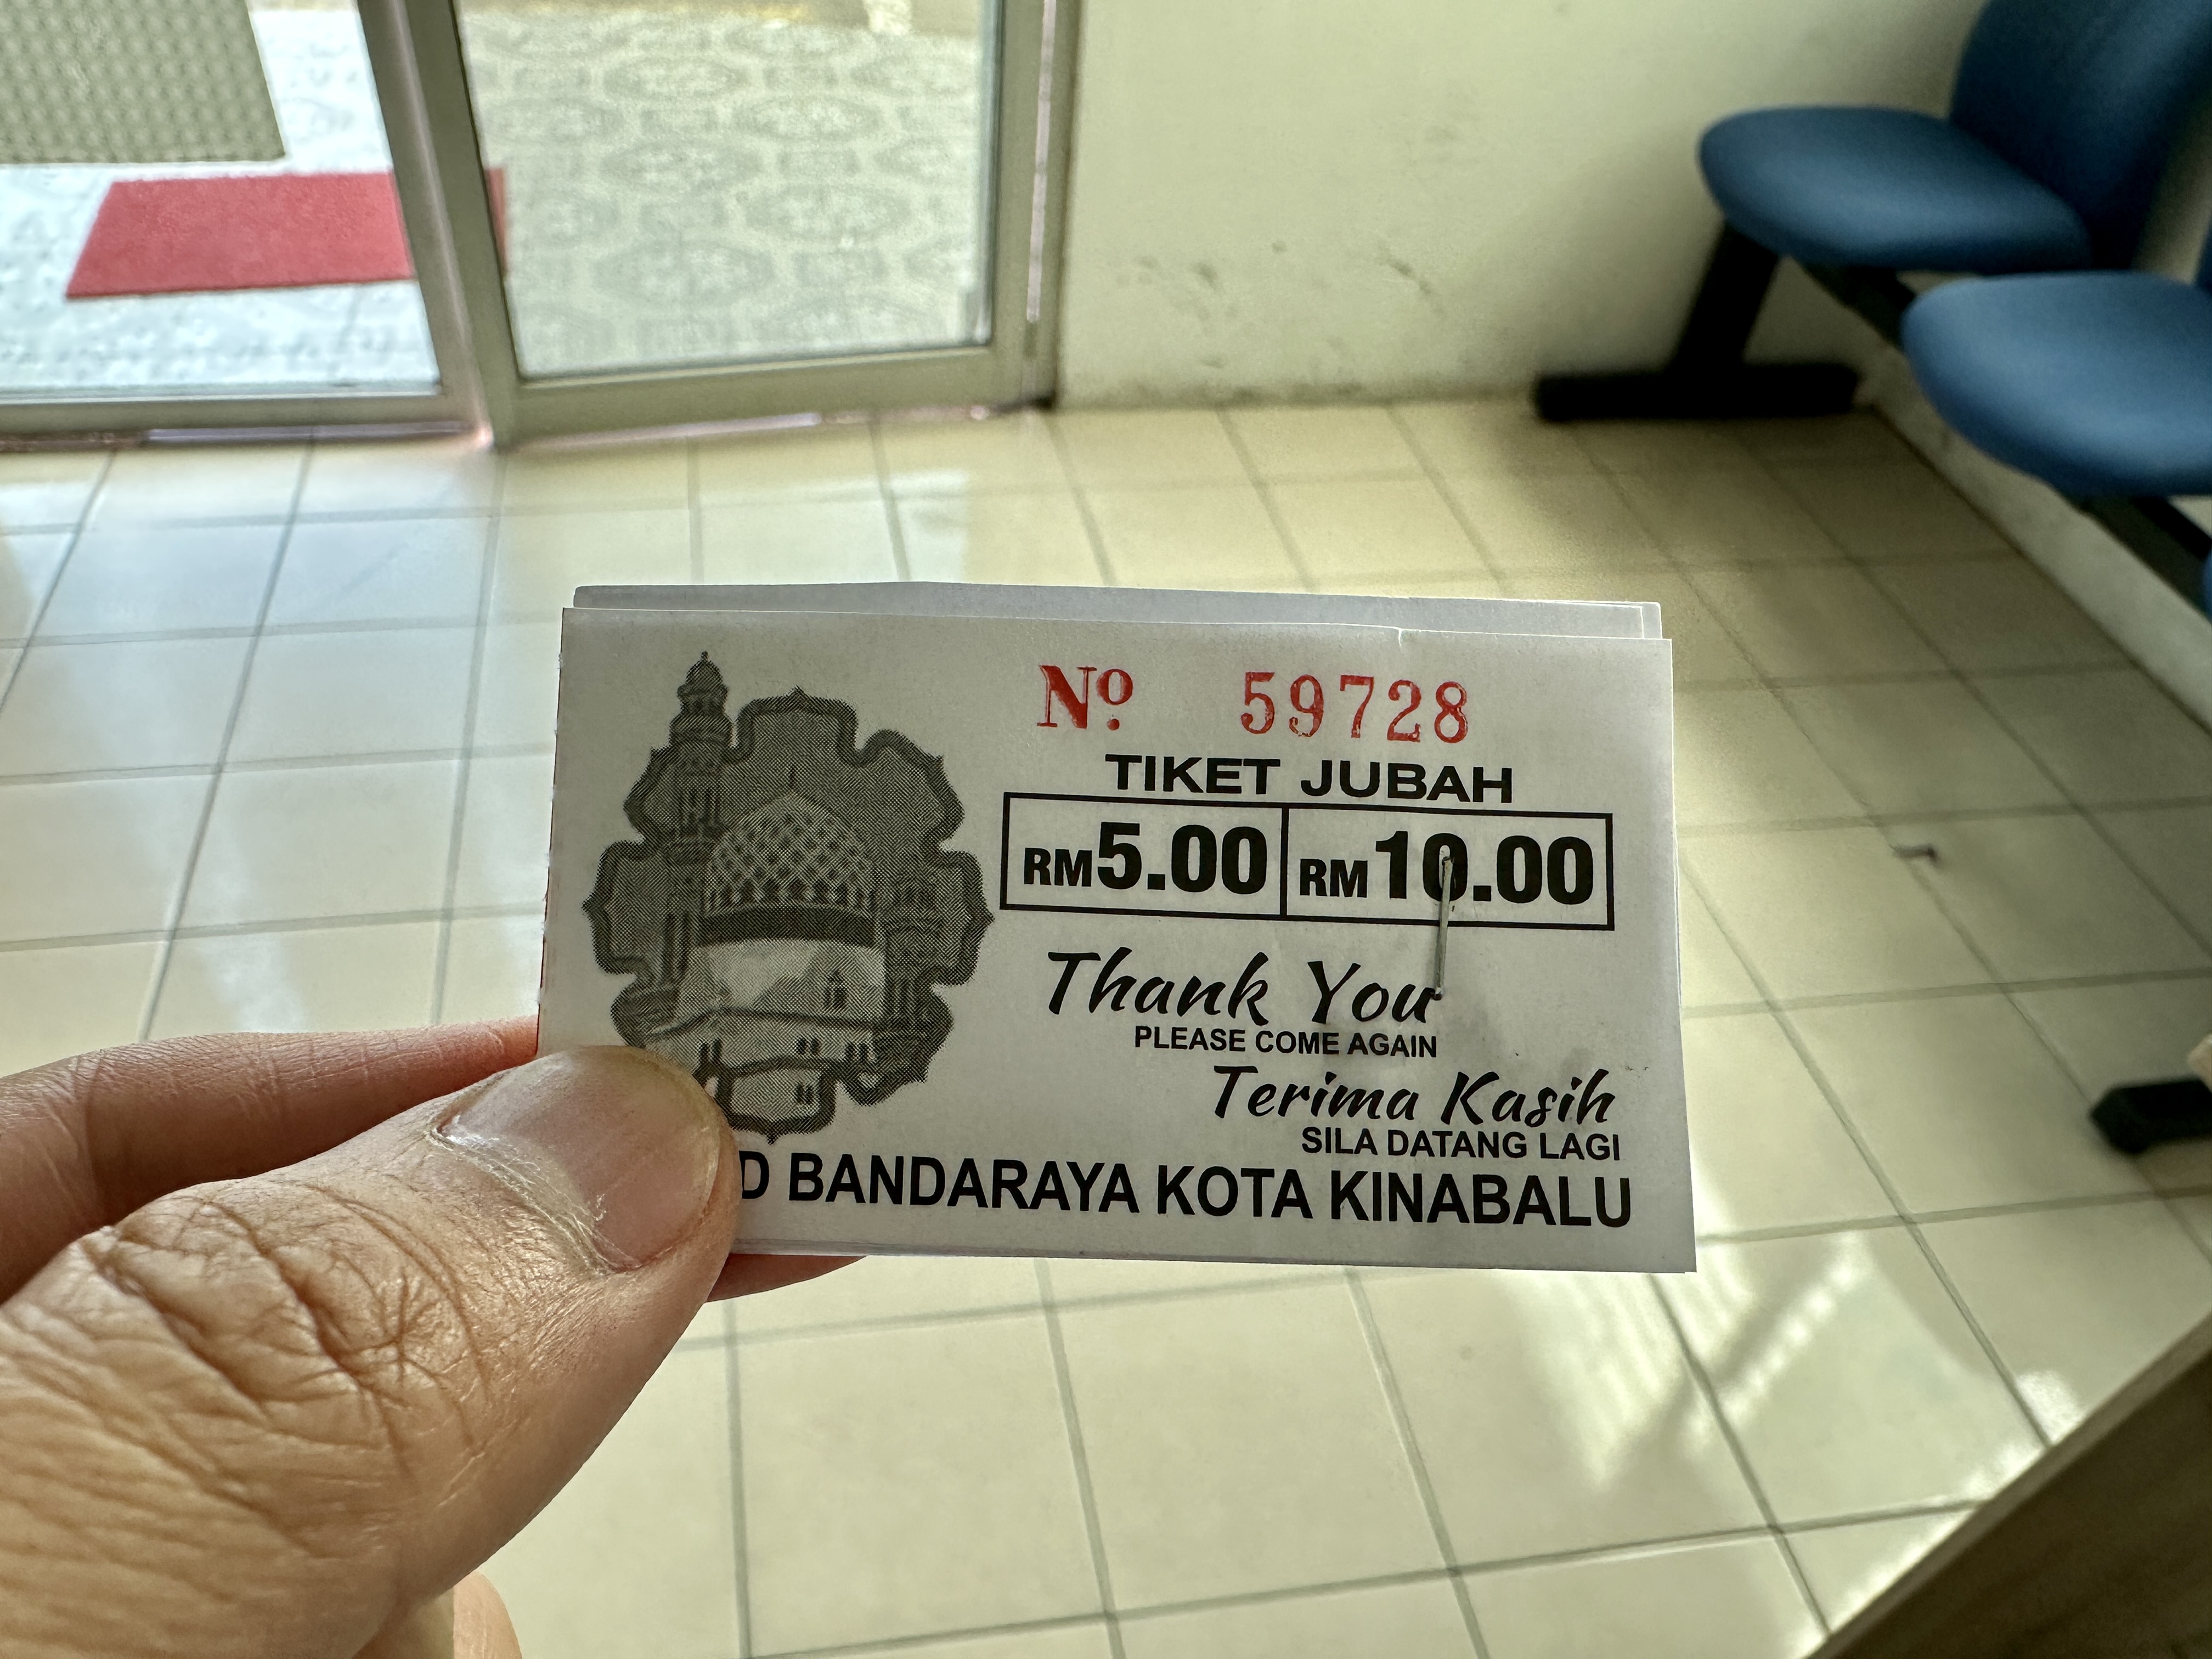 Nº. 59728
TIKET JUBAH
RM5.00 RM10.00
Thank You
PLEASE COME AGAIN
Terima Kasih
SILA DATANG LAGI
D BANDARAYA KOTA KINABALU